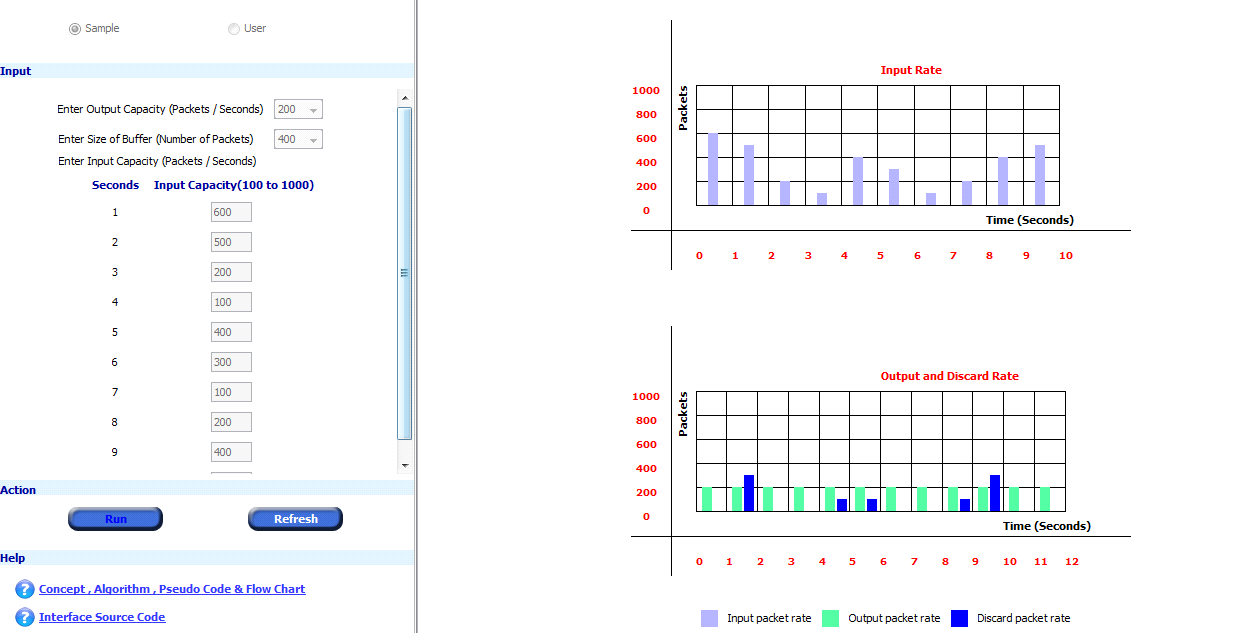 Sample User
Input
Enter Output Capacity (Packets / Seconds) 200
Enter Size of Buffer (Number of Packets) 400
Enter Input Capacity (Packets / Seconds)
Seconds Input Capacity(100 to 1000)
1 600
2 500
3 200
4 100
5 400
6 300
7 100
8 200
9 400
Action
Run Refresh
Help
? Concept , Algorithm , Pseudo Code & Flow Chart
? Interface Source Code
Input Rate
Packets
1000
800
600
400
200
0
Time (Seconds)
0 1 2 3 4 5 6 7 8 9 10
Output and Discard Rate
Packets
1000
800
600
400
200
0
Time (Seconds)
0 1 2 3 4 5 6 7 8 9 10 11 12
Input packet rate Output packet rate Discard packet rate